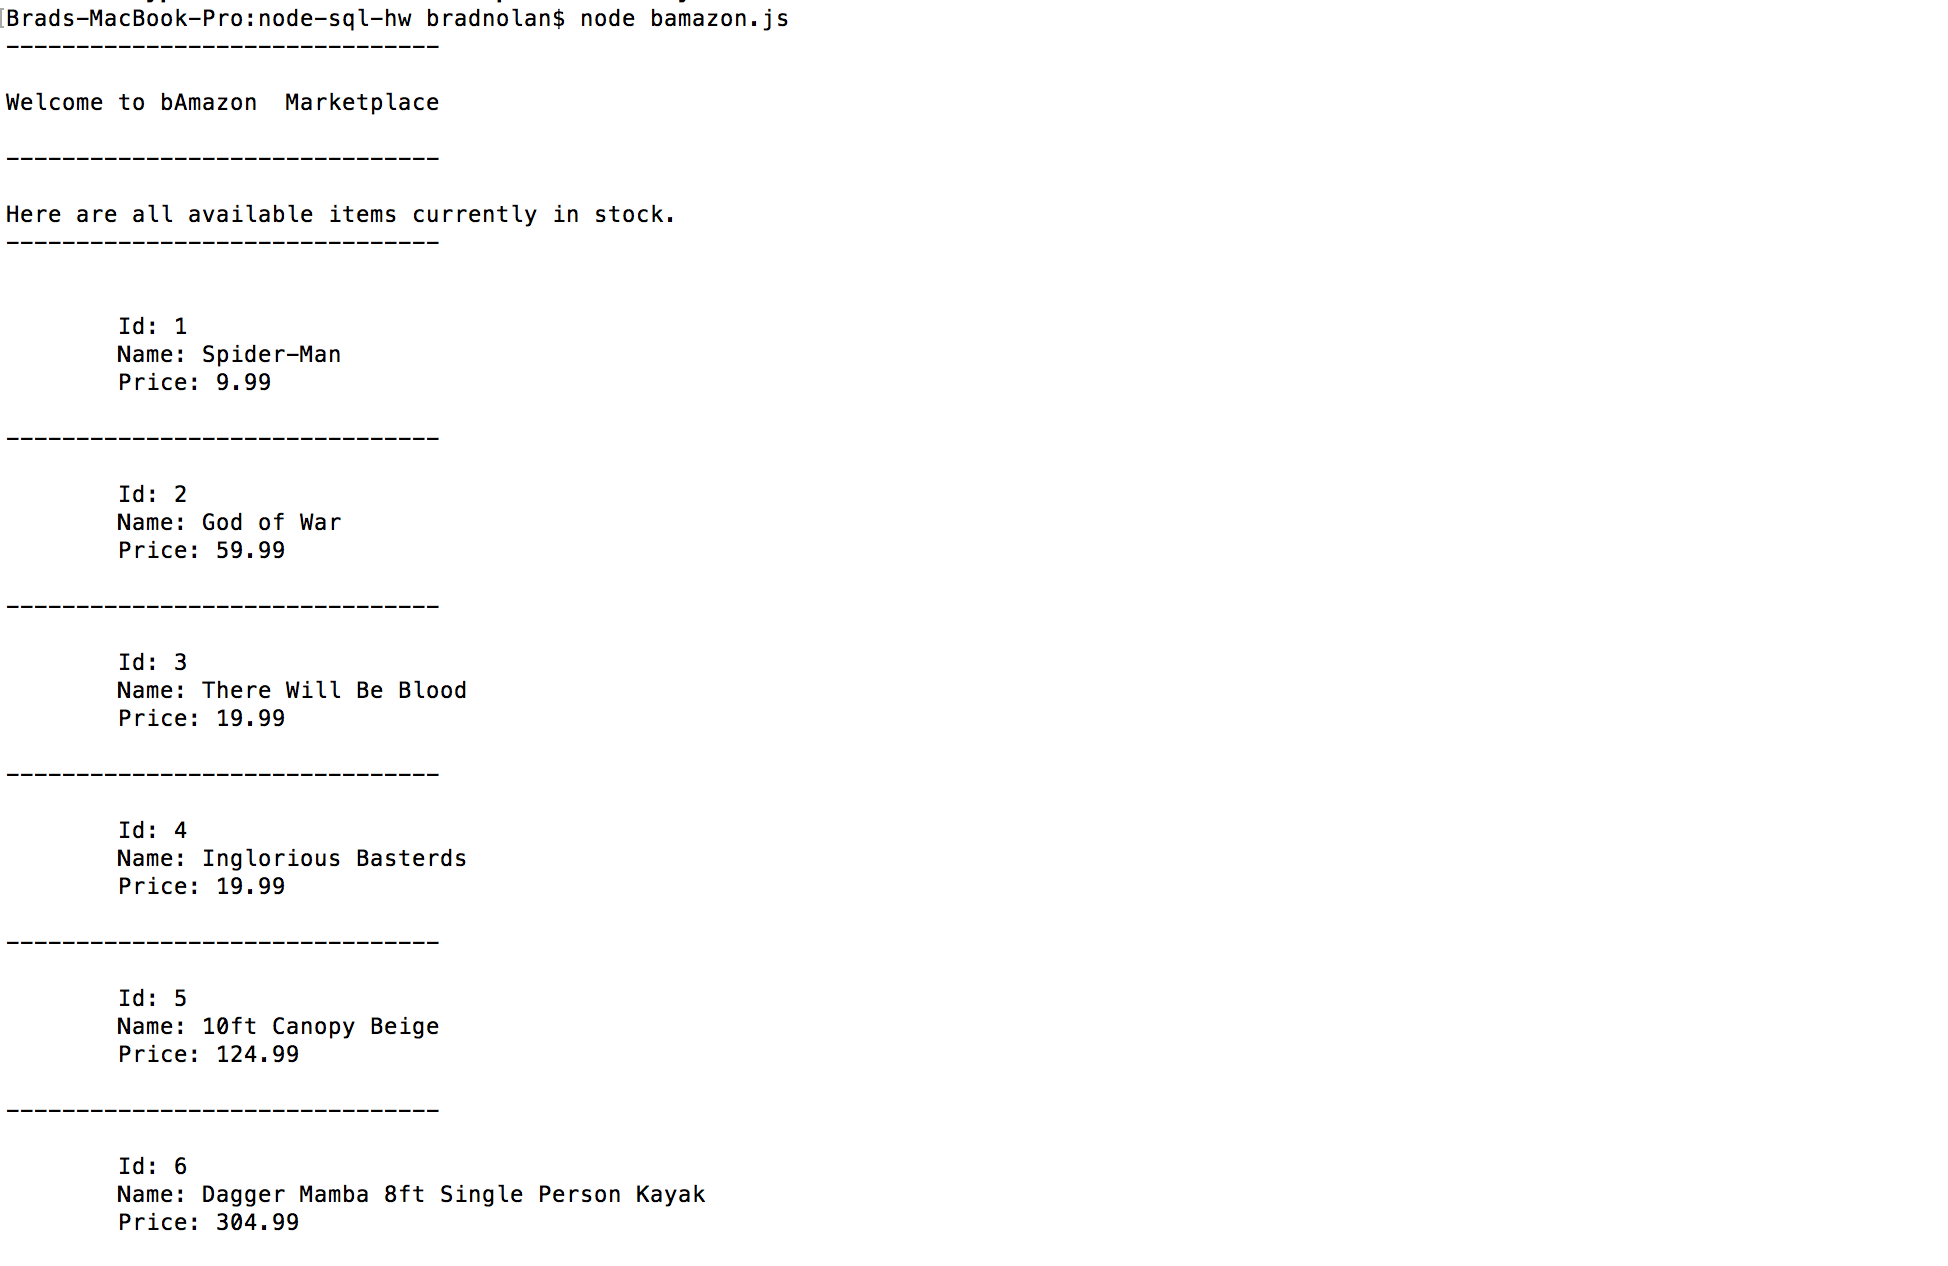 Brads-MacBook-Pro:node-sql-hw bradnolan$ node bamazon.js
-------------------------------
Welcome to bAmazon  Marketplace
-------------------------------
Here are all available items currently in stock.
-------------------------------
Id: 1
Name: Spider-Man
Price: 9.99
-------------------------------
Id: 2
Name: God of War
Price: 59.99
-------------------------------
Id: 3
Name: There Will Be Blood
Price: 19.99
-------------------------------
Id: 4
Name: Inglorious Basterds
Price: 19.99
-------------------------------
Id: 5
Name: 10ft Canopy Beige
Price: 124.99
-------------------------------
Id: 6
Name: Dagger Mamba 8ft Single Person Kayak
Price: 304.99